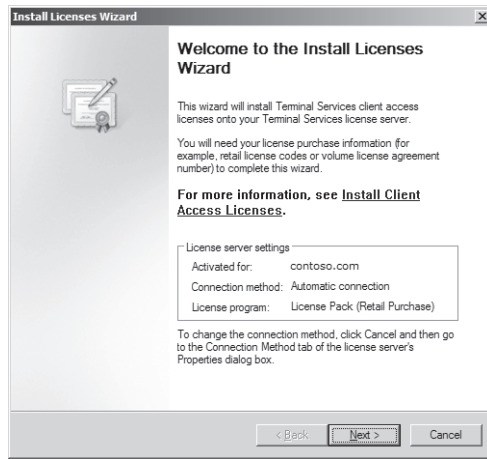 Install Licenses Wizard
Welcome to the Install Licenses
Wizard
This wizard will install Terminal Services client access
licenses onto your Terminal Services license server.
You will need your license purchase information (for
example, retail license codes or volume license agreement
number) to complete this wizard.
For more information, see Install Client
Access Licenses.
License server settings
Activated for: contoso.com
Connection method: Automatic connection
License program: License Pack (Retail Purchase)
To change the connection method, click Cancel and then go
to the Connection Method tab of the license server's
Properties dialog box.
< Back Next > Cancel